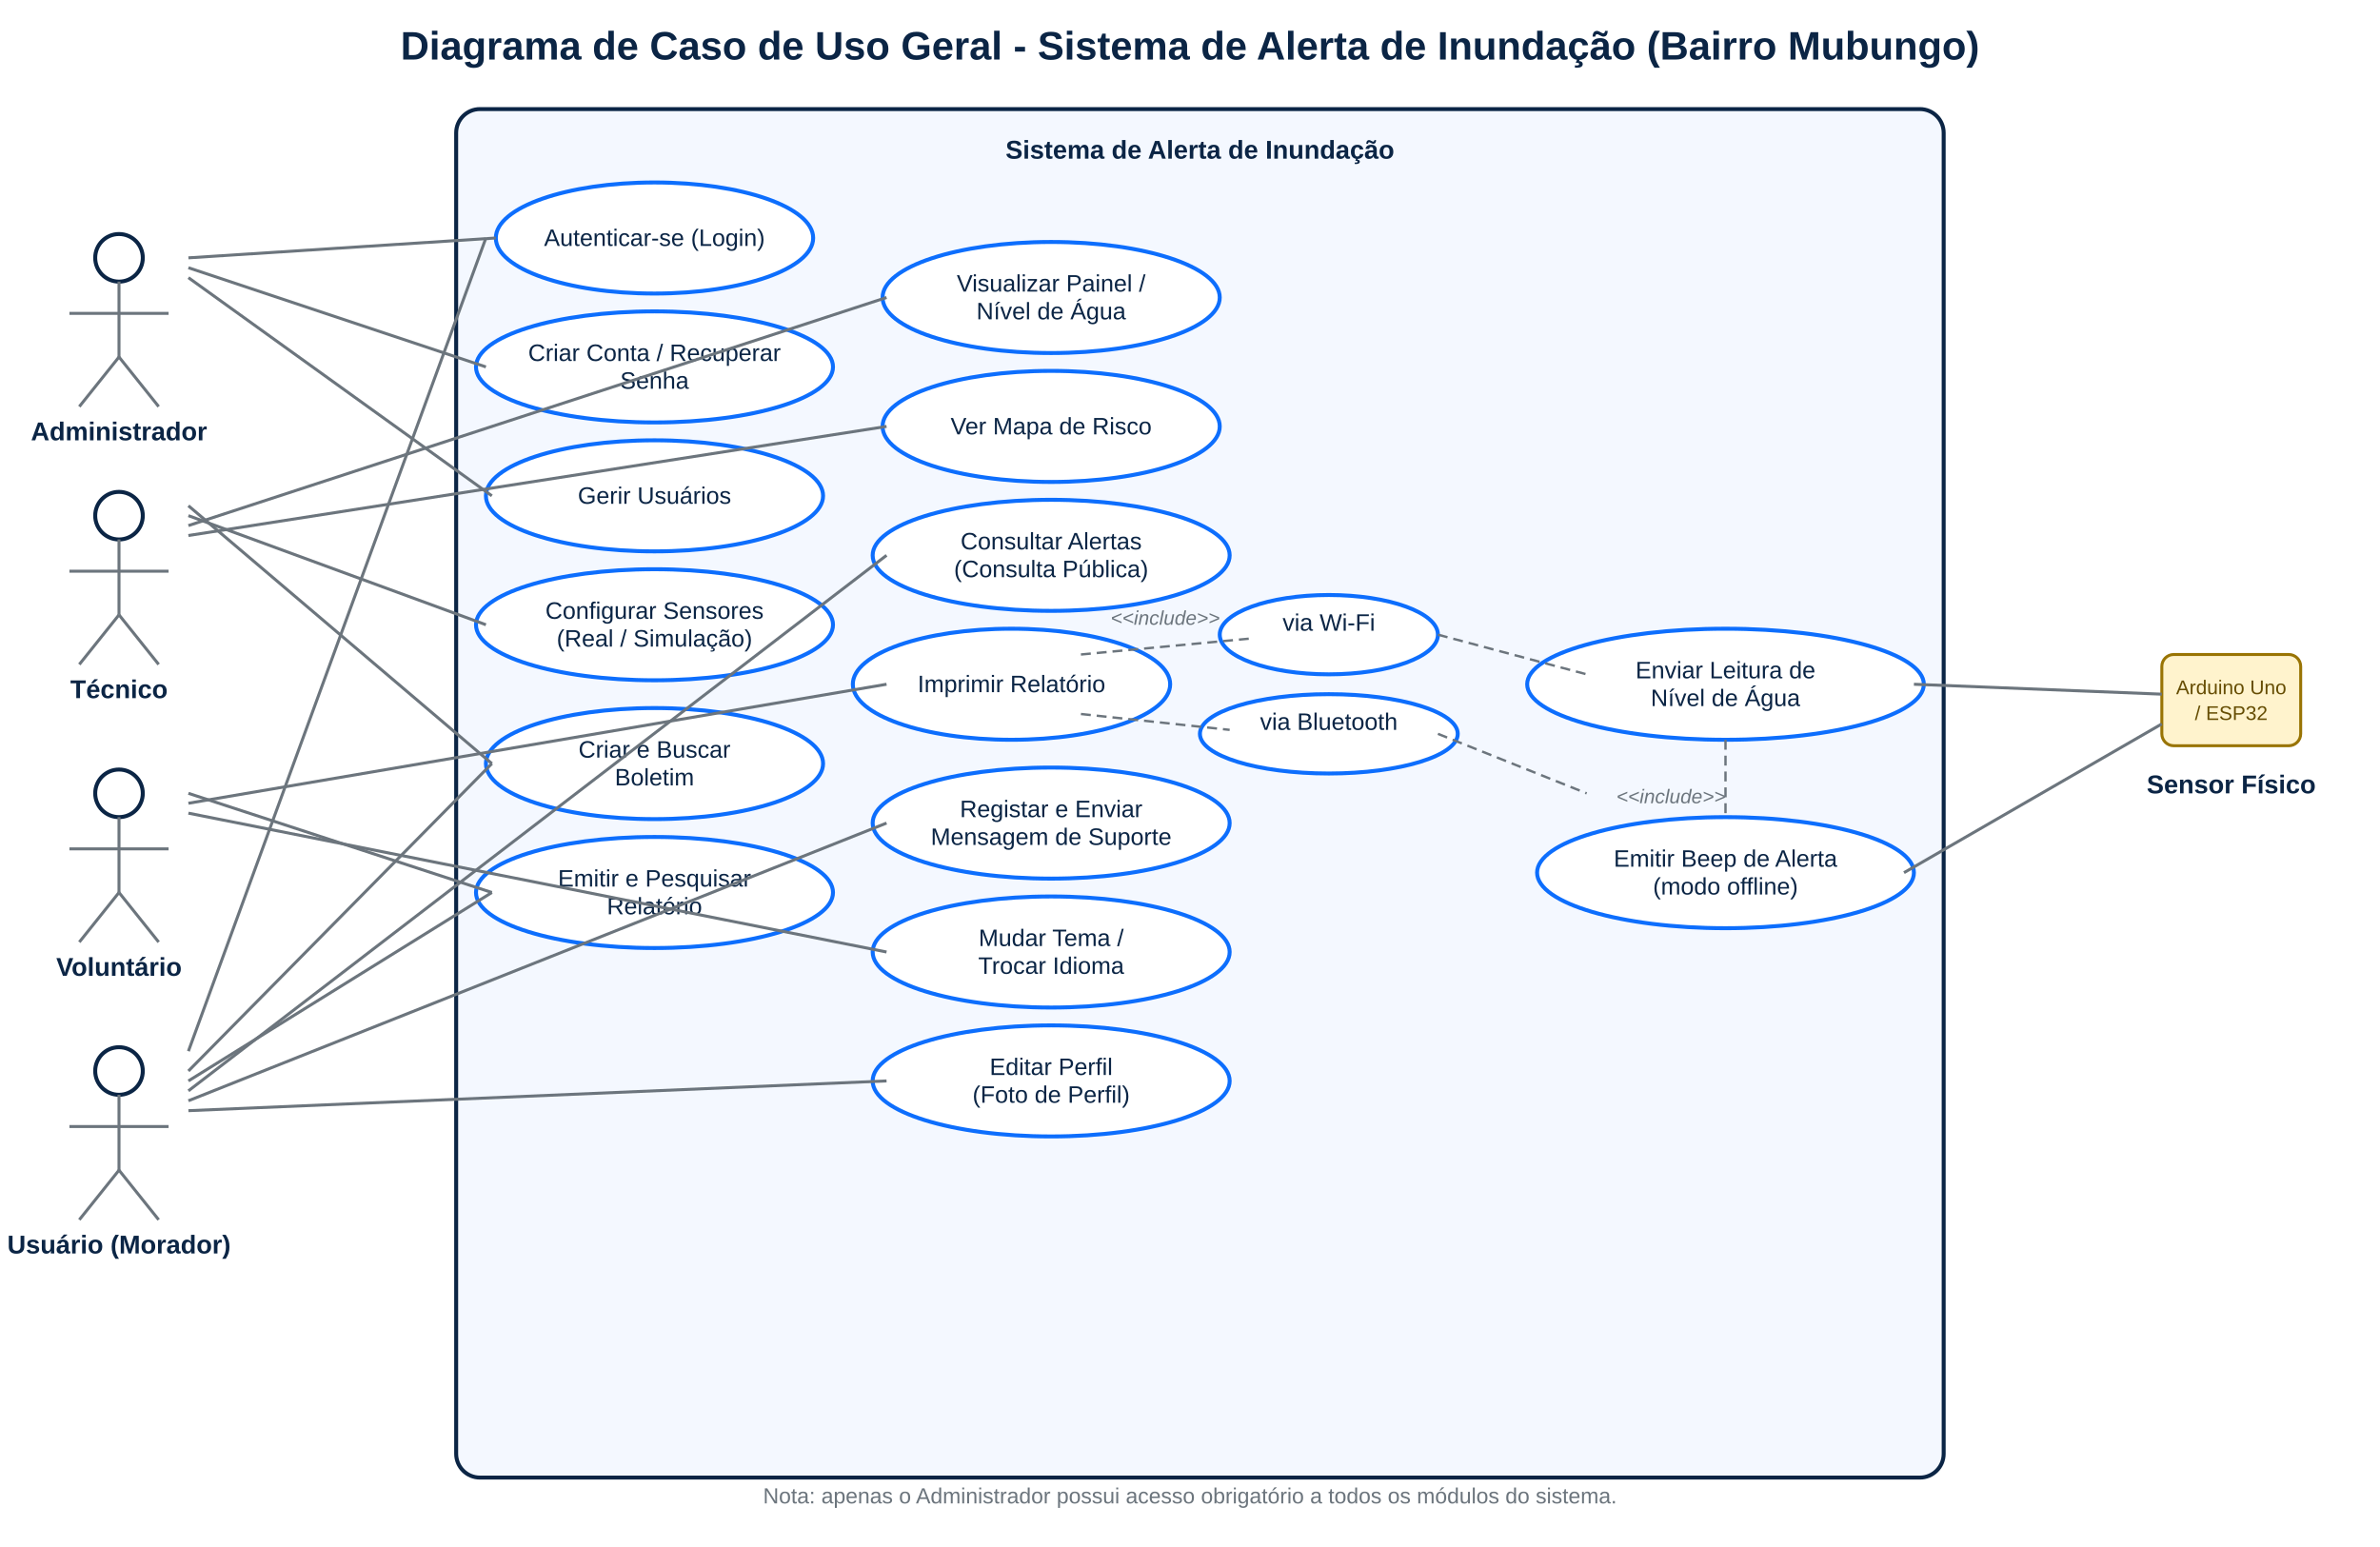 Diagrama de Caso de Uso Geral - Sistema de Alerta de Inundação (Bairro Mubungo)
Sistema de Alerta de Inundação
Administrador
Técnico
Voluntário
Usuário (Morador)
Autenticar-se (Login)
Criar Conta / Recuperar
Senha
Gerir Usuários
Configurar Sensores
(Real / Simulação)
Criar e Buscar
Boletim
Emitir e Pesquisar
Relatório
Visualizar Painel /
Nível de Água
Ver Mapa de Risco
Consultar Alertas
(Consulta Pública)
Imprimir Relatório
Registar e Enviar
Mensagem de Suporte
Mudar Tema /
Trocar Idioma
Editar Perfil
(Foto de Perfil)
<<include>>
via Wi-Fi
via Bluetooth
Enviar Leitura de
Nível de Água
<<include>>
Emitir Beep de Alerta
(modo offline)
Arduino Uno
/ ESP32
Sensor Físico
Nota: apenas o Administrador possui acesso obrigatório a todos os módulos do sistema.